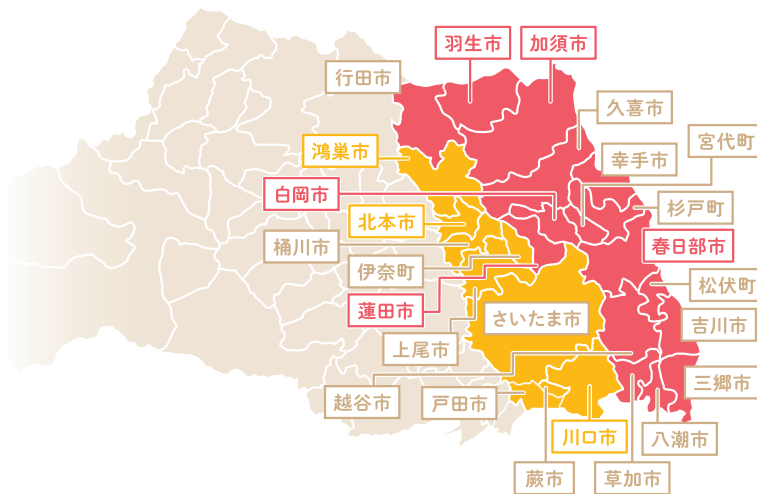 羽生市
加須市
行田市
久喜市
宮代町
鴻巣市
幸手市
白岡市
杉戸町
北本市
春日部市
桶川市
伊奈町
松伏町
蓮田市
さいたま市
吉川市
上尾市
三郷市
越谷市
戸田市
川口市
八潮市
蕨市
草加市